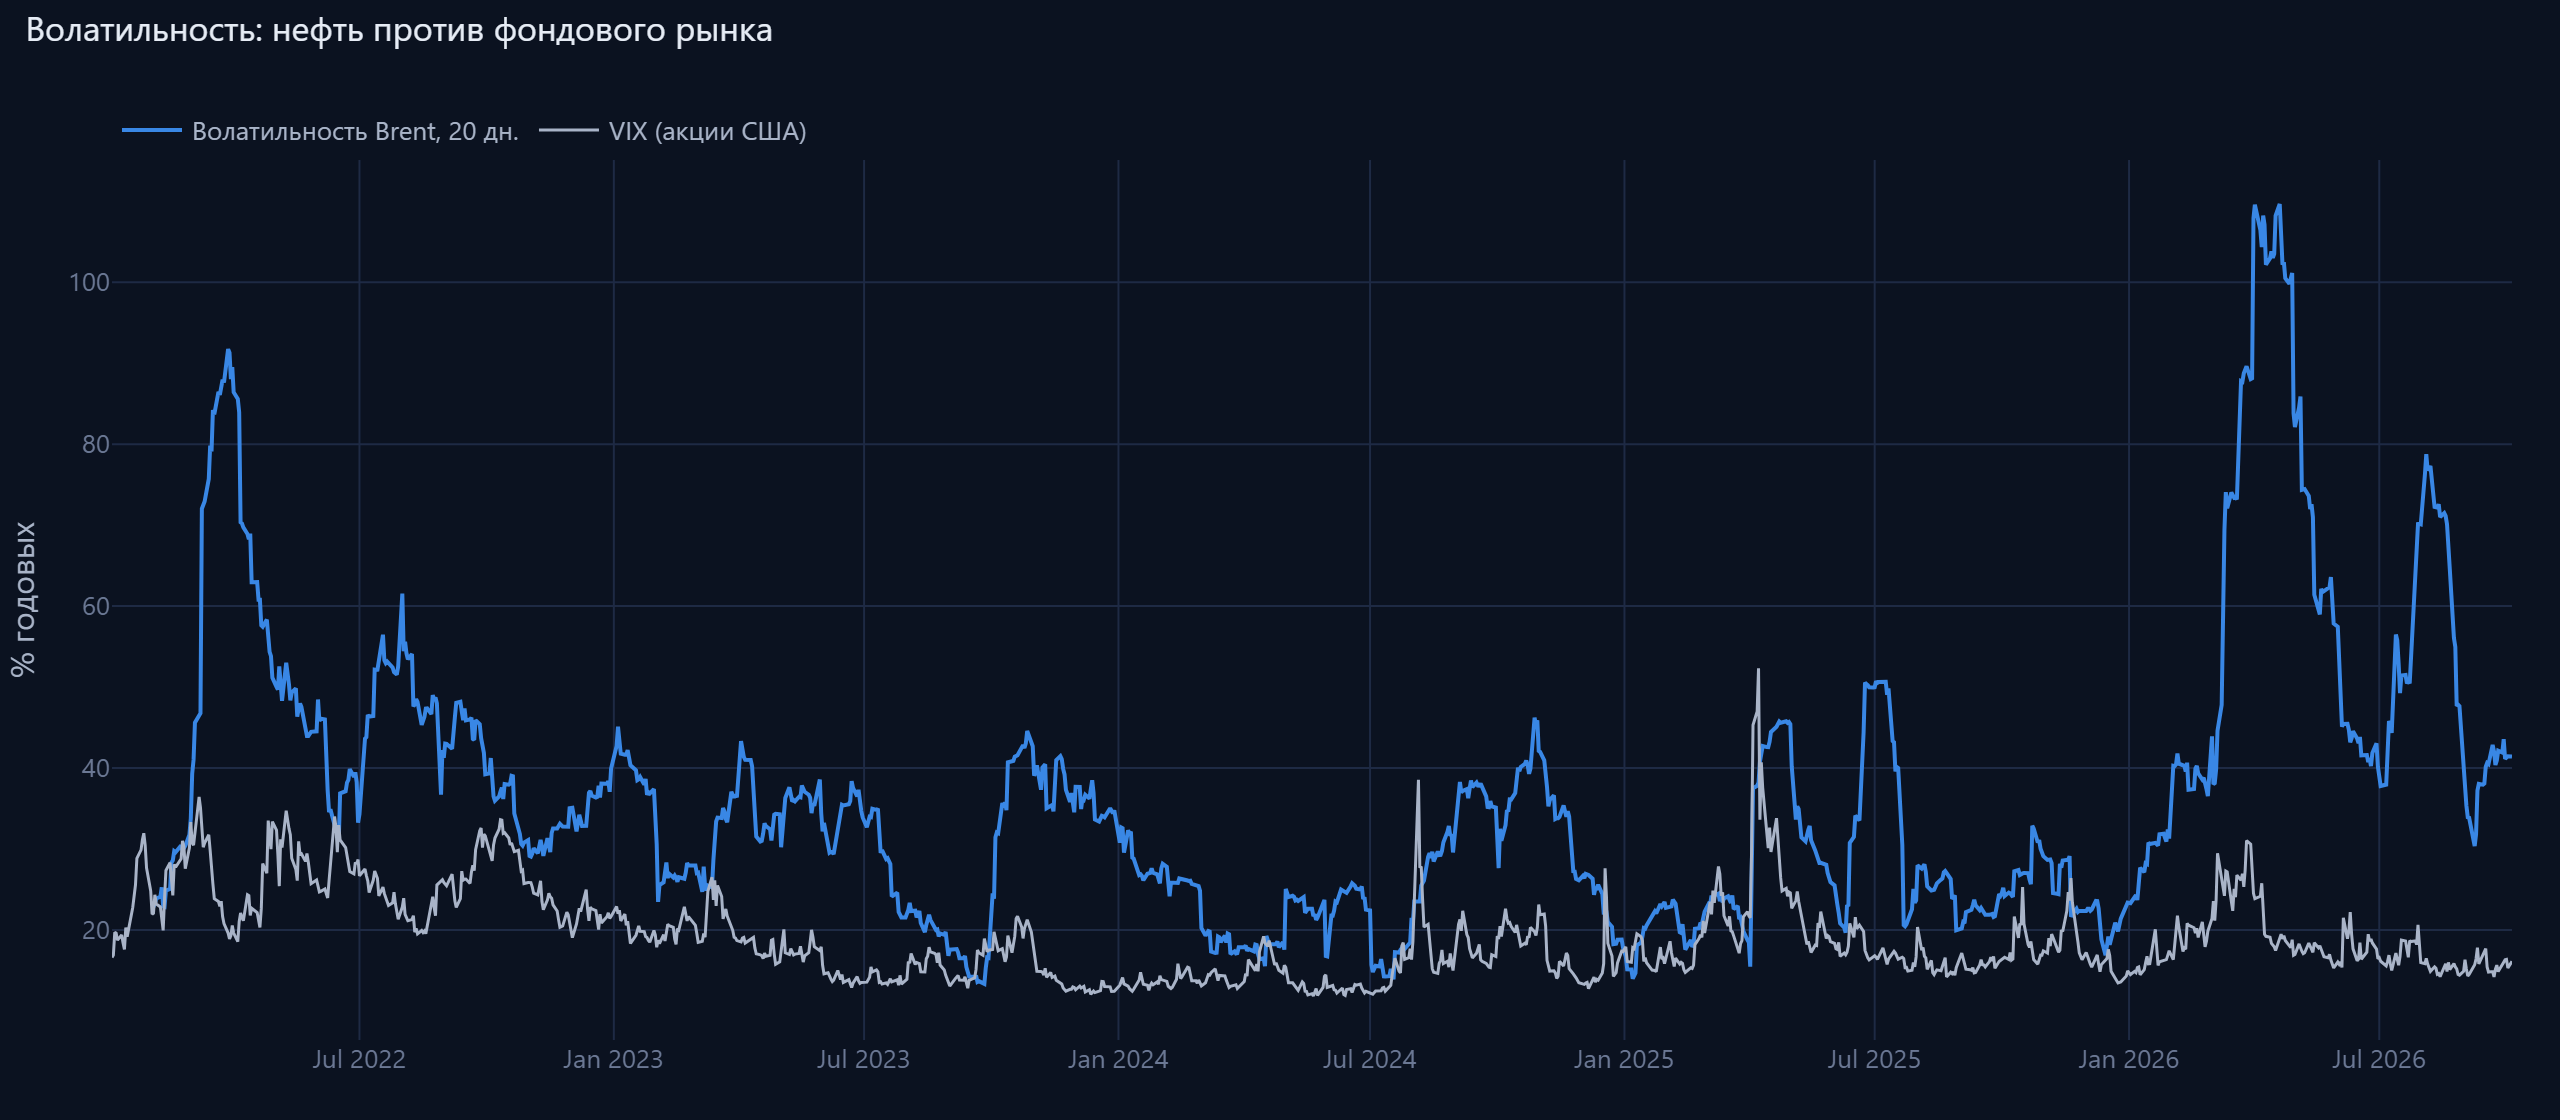 Волатильность: нефть против фондового рынка
Волатильность Brent, 20 дн. VIX (акции США)
% годовых
100
80
60
40
20
Jul 2022 Jan 2023 Jul 2023 Jan 2024 Jul 2024 Jan 2025 Jul 2025 Jan 2026 Jul 2026